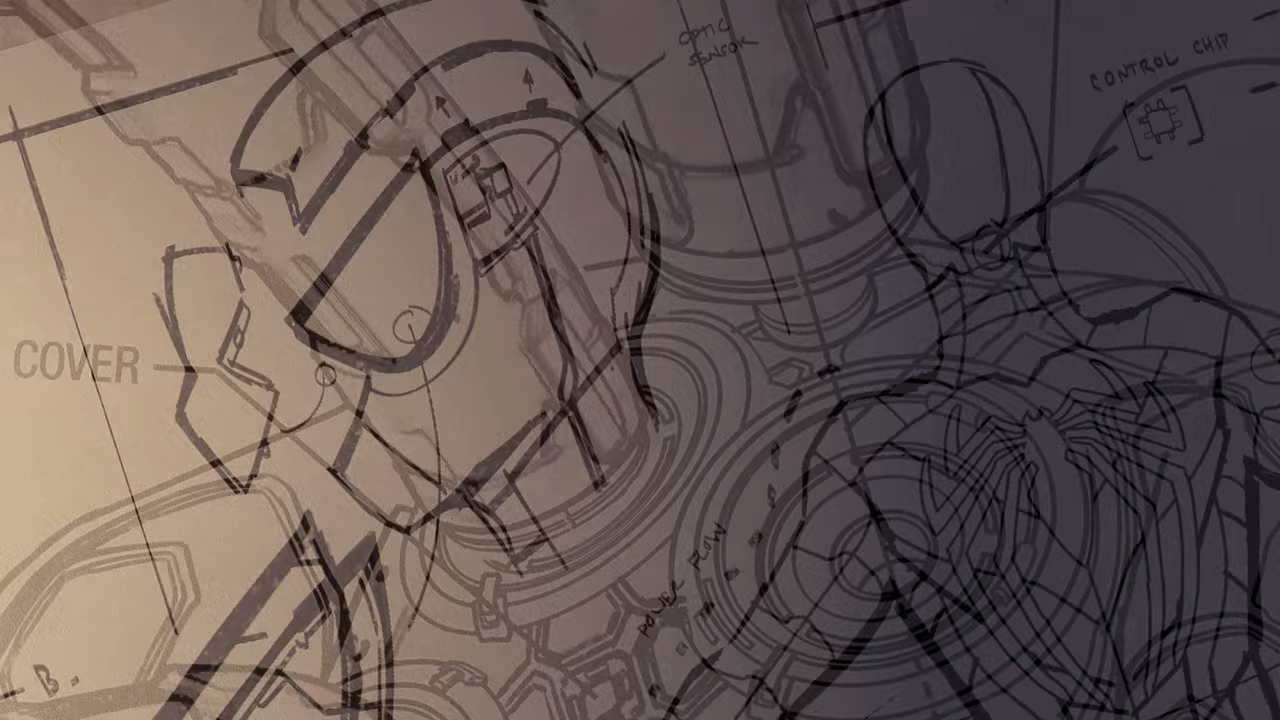 OPTIC
SENSOR
CONTROL CHIP
COVER
POWER FLOW
B.